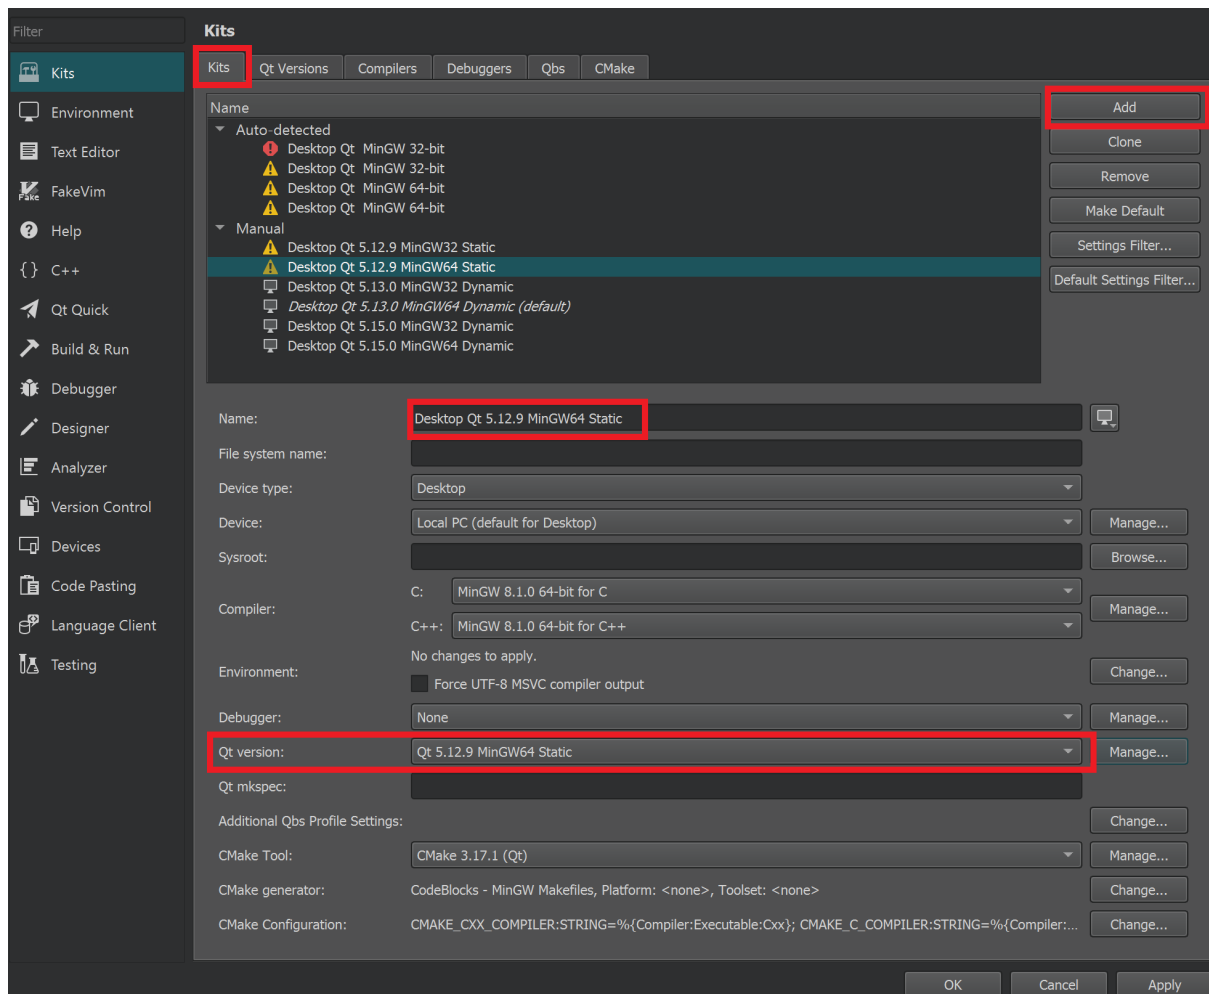 Filter
Kits
Environment
Text Editor
FakeVim
Help
C++
Qt Quick
Build & Run
Debugger
Designer
Analyzer
Version Control
Devices
Code Pasting
Language Client
Testing
Kits
Kits Qt Versions Compilers Debuggers Qbs CMake
Name
Auto-detected
Desktop Qt  MinGW 32-bit
Desktop Qt  MinGW 32-bit
Desktop Qt  MinGW 64-bit
Desktop Qt  MinGW 64-bit
Manual
Desktop Qt 5.12.9 MinGW32 Static
Desktop Qt 5.12.9 MinGW64 Static
Desktop Qt 5.13.0 MinGW32 Dynamic
Desktop Qt 5.13.0 MinGW64 Dynamic (default)
Desktop Qt 5.15.0 MinGW32 Dynamic
Desktop Qt 5.15.0 MinGW64 Dynamic
Add
Clone
Remove
Make Default
Settings Filter...
Default Settings Filter...
Name: Desktop Qt 5.12.9 MinGW64 Static
File system name:
Device type: Desktop
Device: Local PC (default for Desktop) Manage...
Sysroot: Browse...
Compiler: C: MinGW 8.1.0 64-bit for C
C++: MinGW 8.1.0 64-bit for C++ Manage...
Environment: No changes to apply.
Force UTF-8 MSVC compiler output Change...
Debugger: None Manage...
Qt version: Qt 5.12.9 MinGW64 Static Manage...
Qt mkspec:
Additional Qbs Profile Settings: Change...
CMake Tool: CMake 3.17.1 (Qt) Manage...
CMake generator: CodeBlocks - MinGW Makefiles, Platform: <none>, Toolset: <none> Change...
CMake Configuration: CMAKE_CXX_COMPILER:STRING=%{Compiler:Executable:Cxx}; CMAKE_C_COMPILER:STRING=%{Compiler:... Change...
OK Cancel Apply